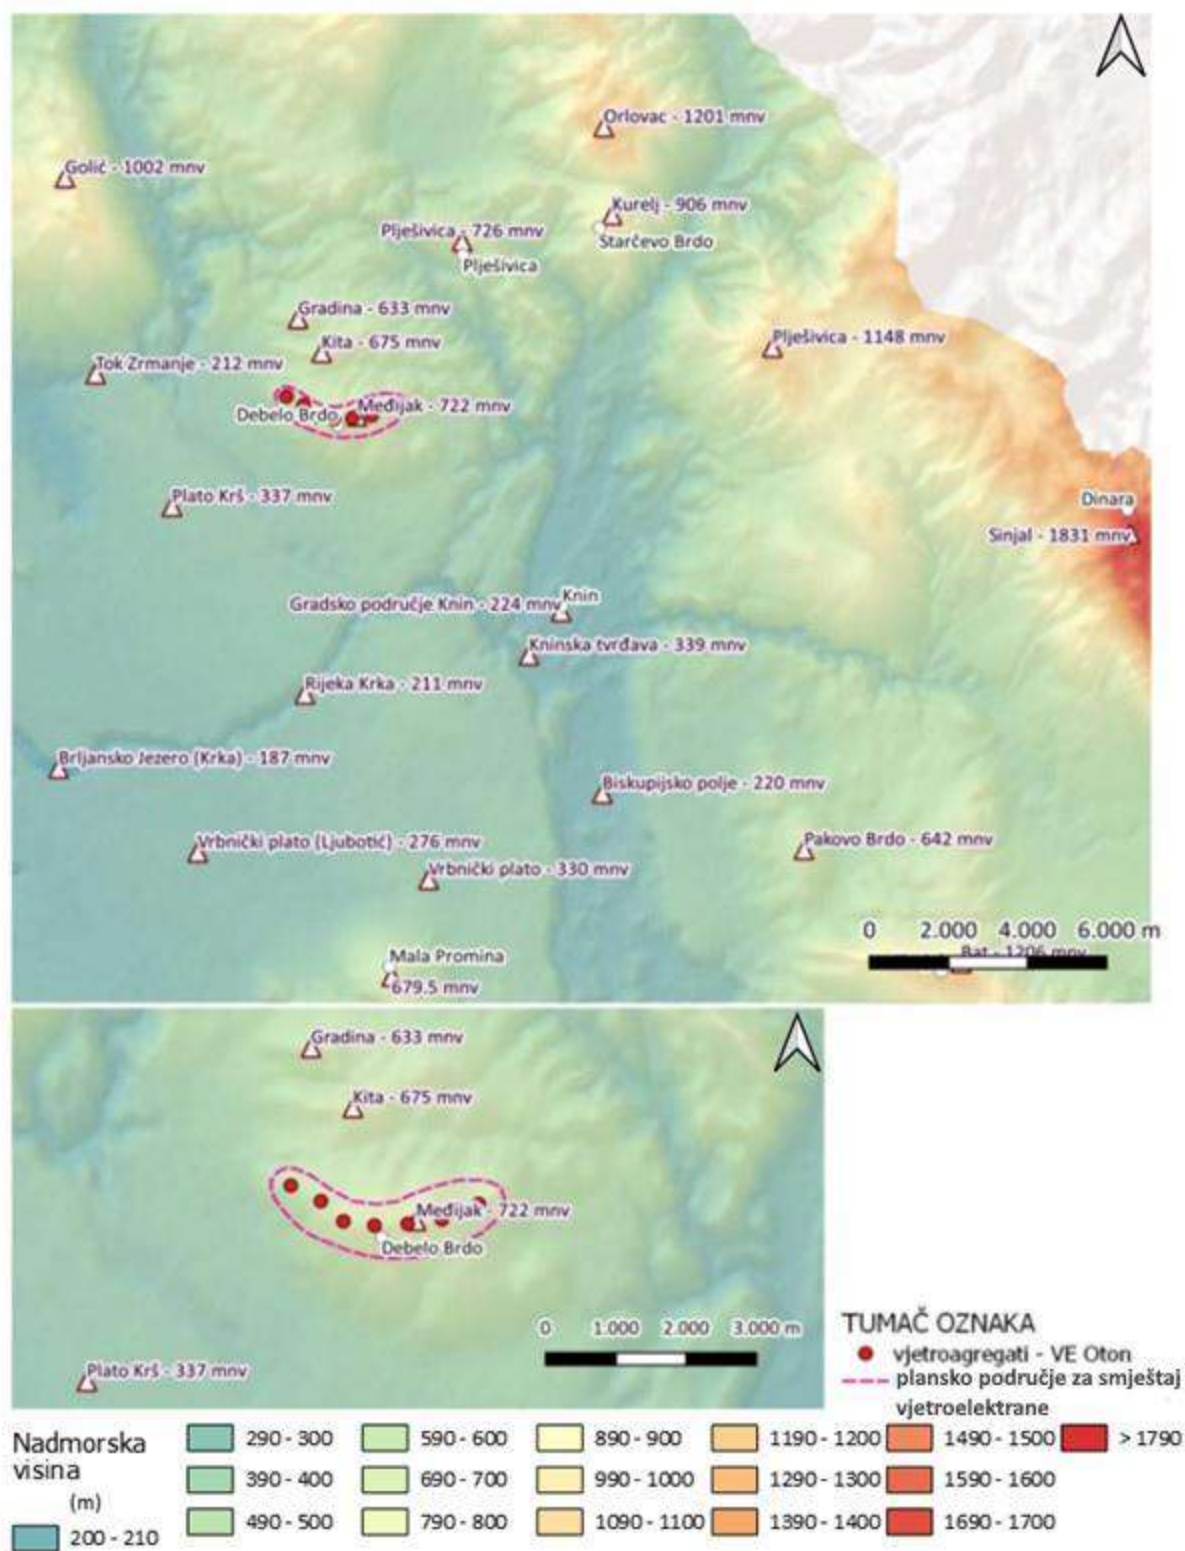 Orlovac - 1201 mnv
Golić - 1002 mnv
Kurelj - 906 mnv
Starčevo Brdo
Plješivica - 726 mnv
Plješivica
Gradina - 633 mnv
Kita - 675 mnv
Plješivica - 1148 mnv
Tok Zrmanje - 212 mnv
Međijak - 722 mnv
Debelo Brdo
Plato Krš - 337 mnv
Dinara
Sinjal - 1831 mnv
Knin
Gradsko područje Knin - 224 mnv
Kninska tvrđava - 339 mnv
Rijeka Krka - 211 mnv
Brljansko Jezero (Krka) - 187 mnv
Biskupijsko polje - 220 mnv
Vrbnički plato (Ljubotić) - 276 mnv
Pakovo Brdo - 642 mnv
Vrbnički plato - 330 mnv
0 2.000 4.000 6.000 m
Bat - 1206 mnv
Mala Promina
679.5 mnv
Gradina - 633 mnv
Kita - 675 mnv
Međijak - 722 mnv
Debelo Brdo
0 1.000 2.000 3.000 m
Plato Krš - 337 mnv
TUMAČ OZNAKA
vjetroagregati - VE Oton
plansko područje za smještaj
vjetroelektrane
Nadmorska
visina
(m)
200 - 210
290 - 300
390 - 400
490 - 500
590 - 600
690 - 700
790 - 800
890 - 900
990 - 1000
1090 - 1100
1190 - 1200
1290 - 1300
1390 - 1400
1490 - 1500
1590 - 1600
1690 - 1700
> 1790